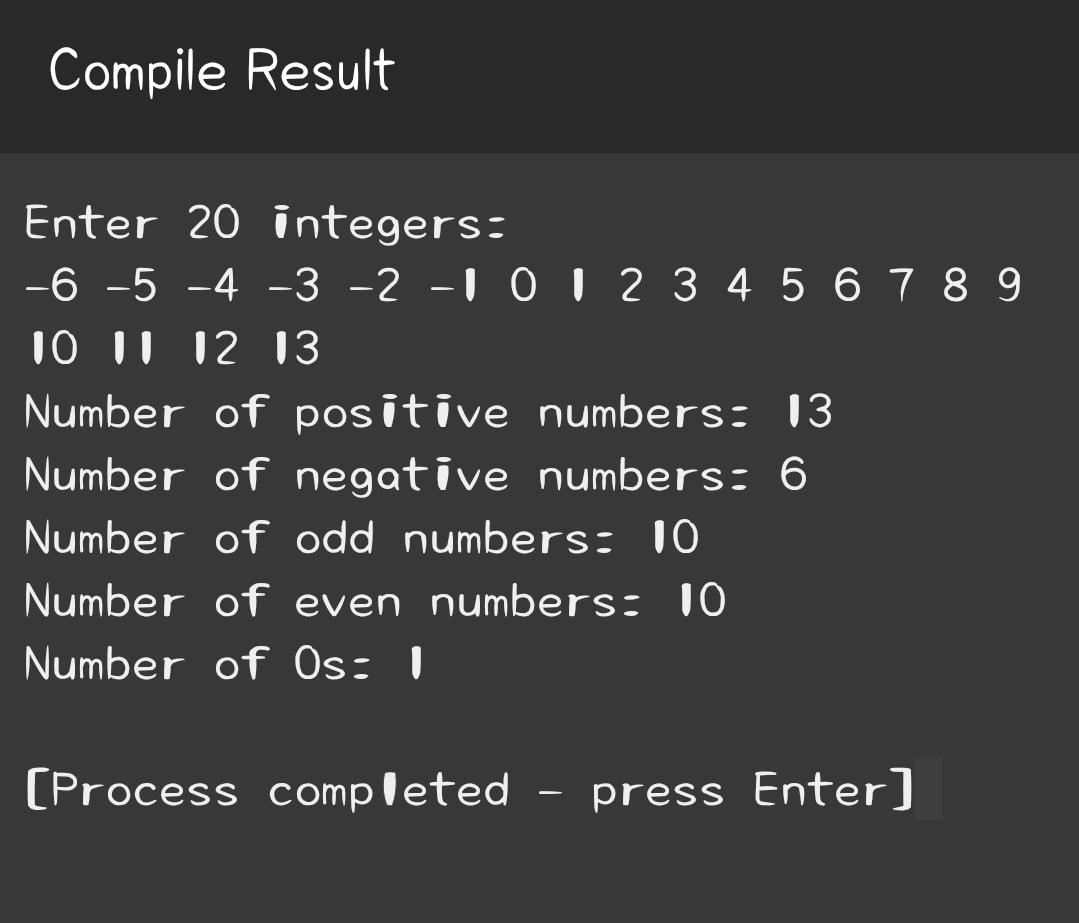 Compile Result
Enter 20 integers:
-6 -5 -4 -3 -2 -1 0 1 2 3 4 5 6 7 8 9
10 11 12 13
Number of positive numbers: 13
Number of negative numbers: 6
Number of odd numbers: 10
Number of even numbers: 10
Number of 0s: 1
[Process completed - press Enter]